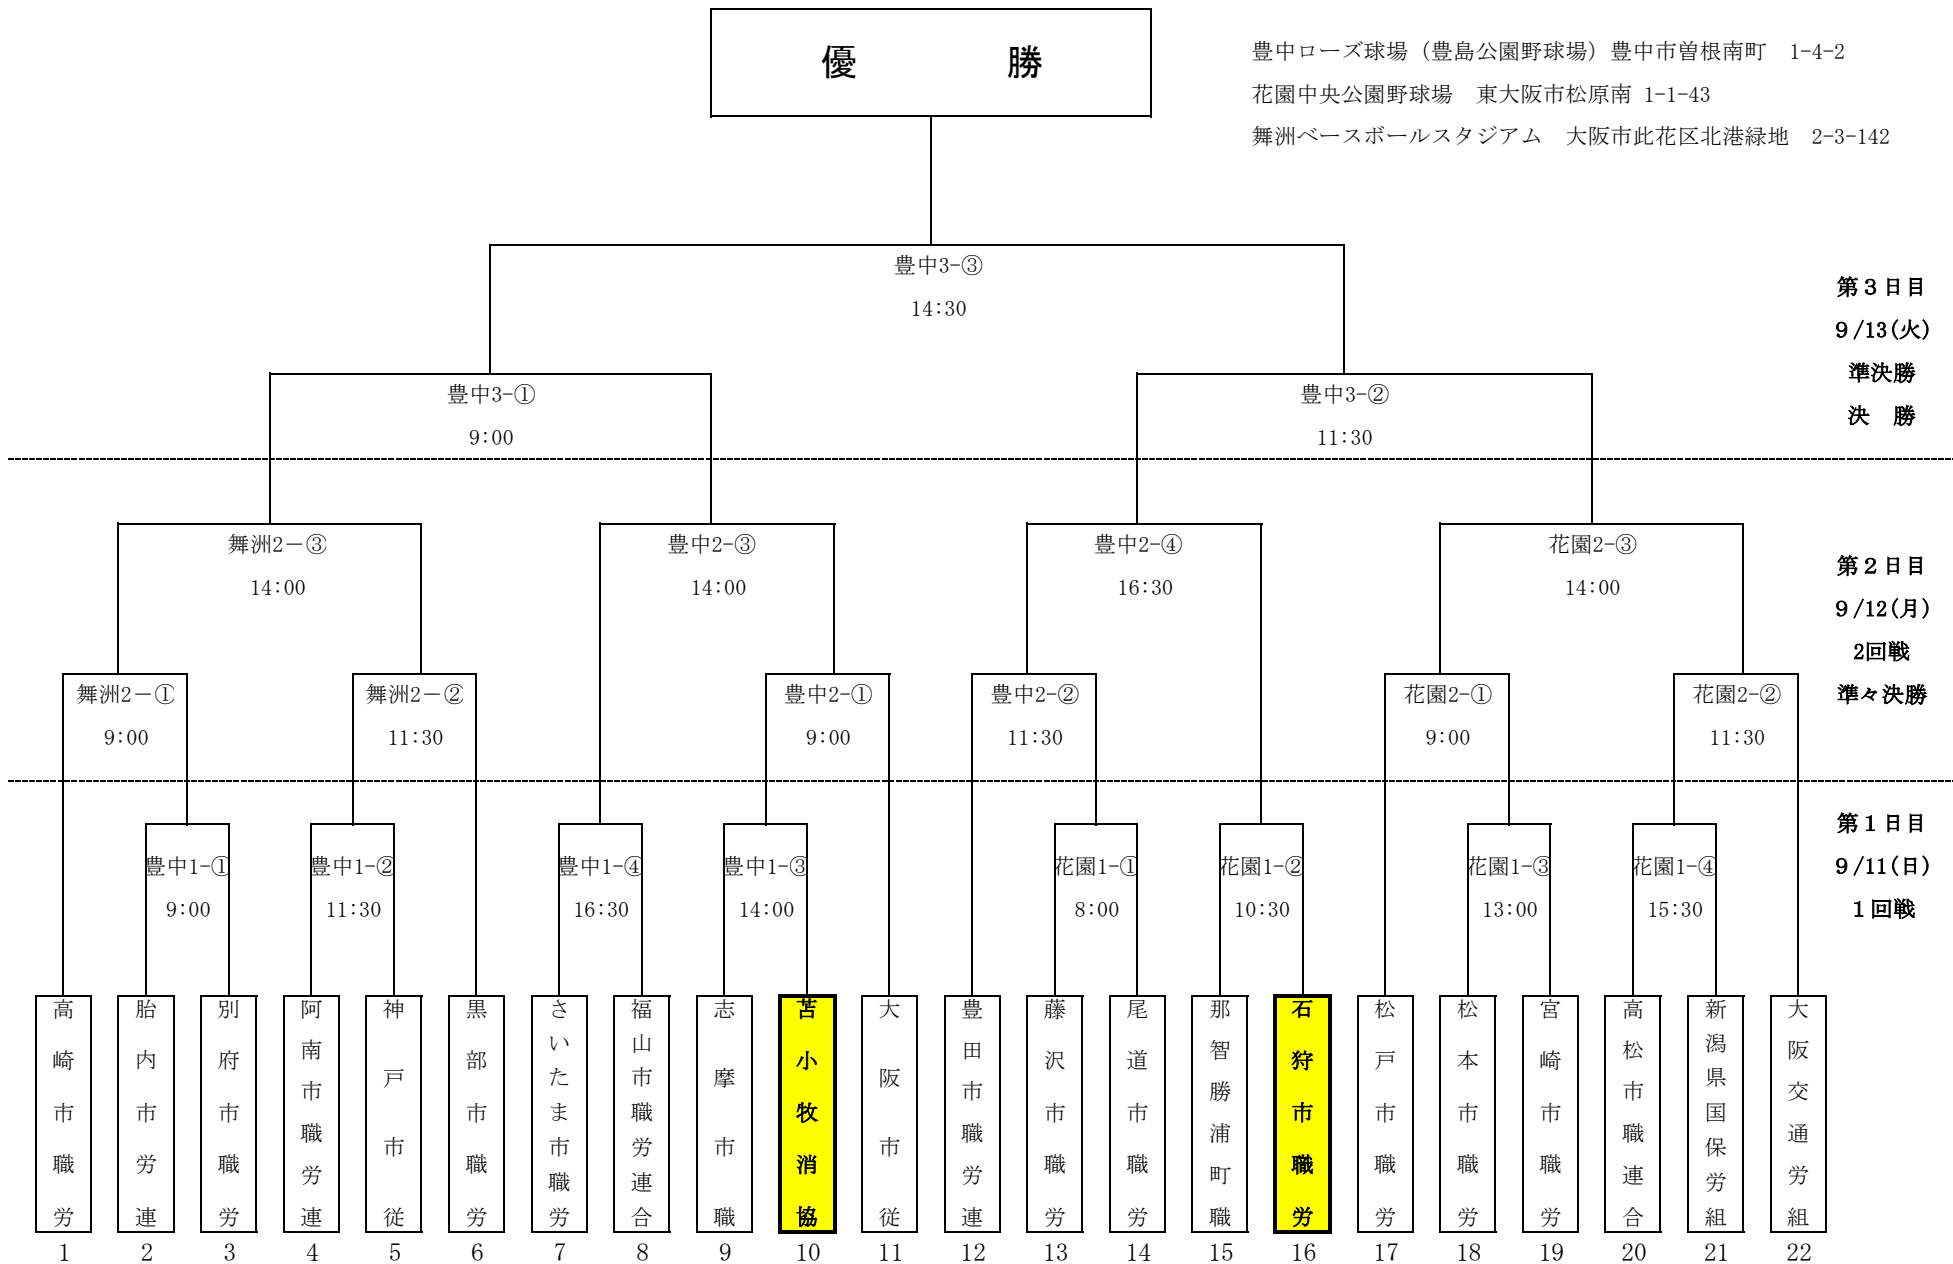 優　　　勝
豊中ローズ球場（豊島公園野球場）豊中市曽根南町　1-4-2
花園中央公園野球場　東大阪市松原南 1-1-43
舞洲ベースボールスタジアム　大阪市此花区北港緑地　2-3-142
豊中3-③
14:30
第３日目
９/13(火)
準決勝
決　勝
豊中3-①
9:00
豊中3-②
11:30
舞洲2－③
14:00
豊中2-③
14:00
豊中2-④
16:30
花園2-③
14:00
第２日目
９/12(月)
2回戦
準々決勝
舞洲2－①
9:00
舞洲2－②
11:30
豊中2-①
9:00
豊中2-②
11:30
花園2-①
9:00
花園2-②
11:30
第１日目
９/11(日)
１回戦
豊中1-①
9:00
豊中1-②
11:30
豊中1-④
16:30
豊中1-③
14:00
花園1-①
8:00
花園1-②
10:30
花園1-③
13:00
花園1-④
15:30
高崎市職労
胎内市労連
別府市職労
阿南市職労連
神戸市従
黒部市職労
さいたま市職労
福山市職労連合
志摩市職
苫小牧消協
大阪市従
豊田市職労連
藤沢市職労
尾道市職労
那智勝浦町職
石狩市職労
松戸市職労
松本市職労
宮崎市職労
高松市職連合
新潟県国保労組
大阪交通労組
1 2 3 4 5 6 7 8 9 10 11 12 13 14 15 16 17 18 19 20 21 22